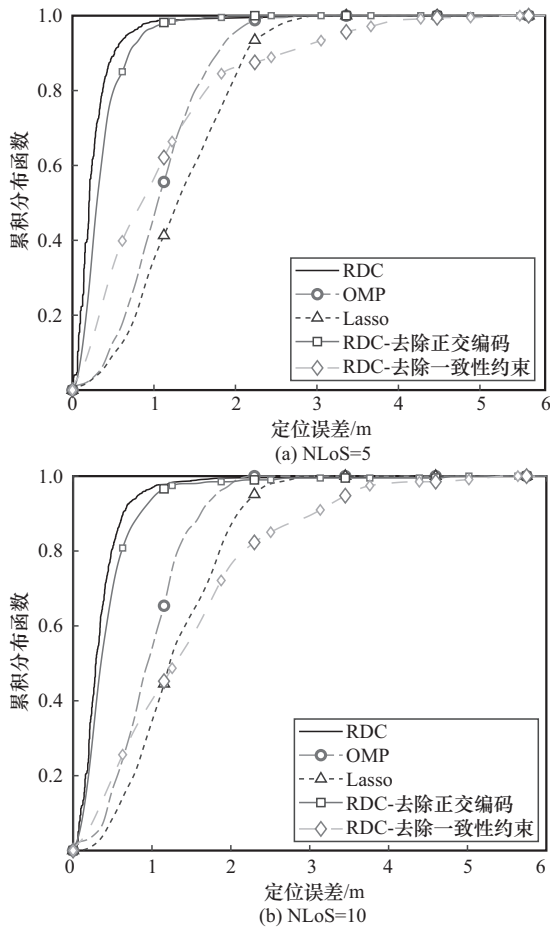 1.0
0.8
0.6
0.4
0.2
0
1
2
3
4
5
6
累积分布函数
RDC
OMP
Lasso
RDC-去除正交编码
RDC-去除一致性约束
定位误差/m
(a) NLoS=5
1.0
0.8
0.6
0.4
0.2
0
1
2
3
4
5
6
累积分布函数
RDC
OMP
Lasso
RDC-去除正交编码
RDC-去除一致性约束
定位误差/m
(b) NLoS=10